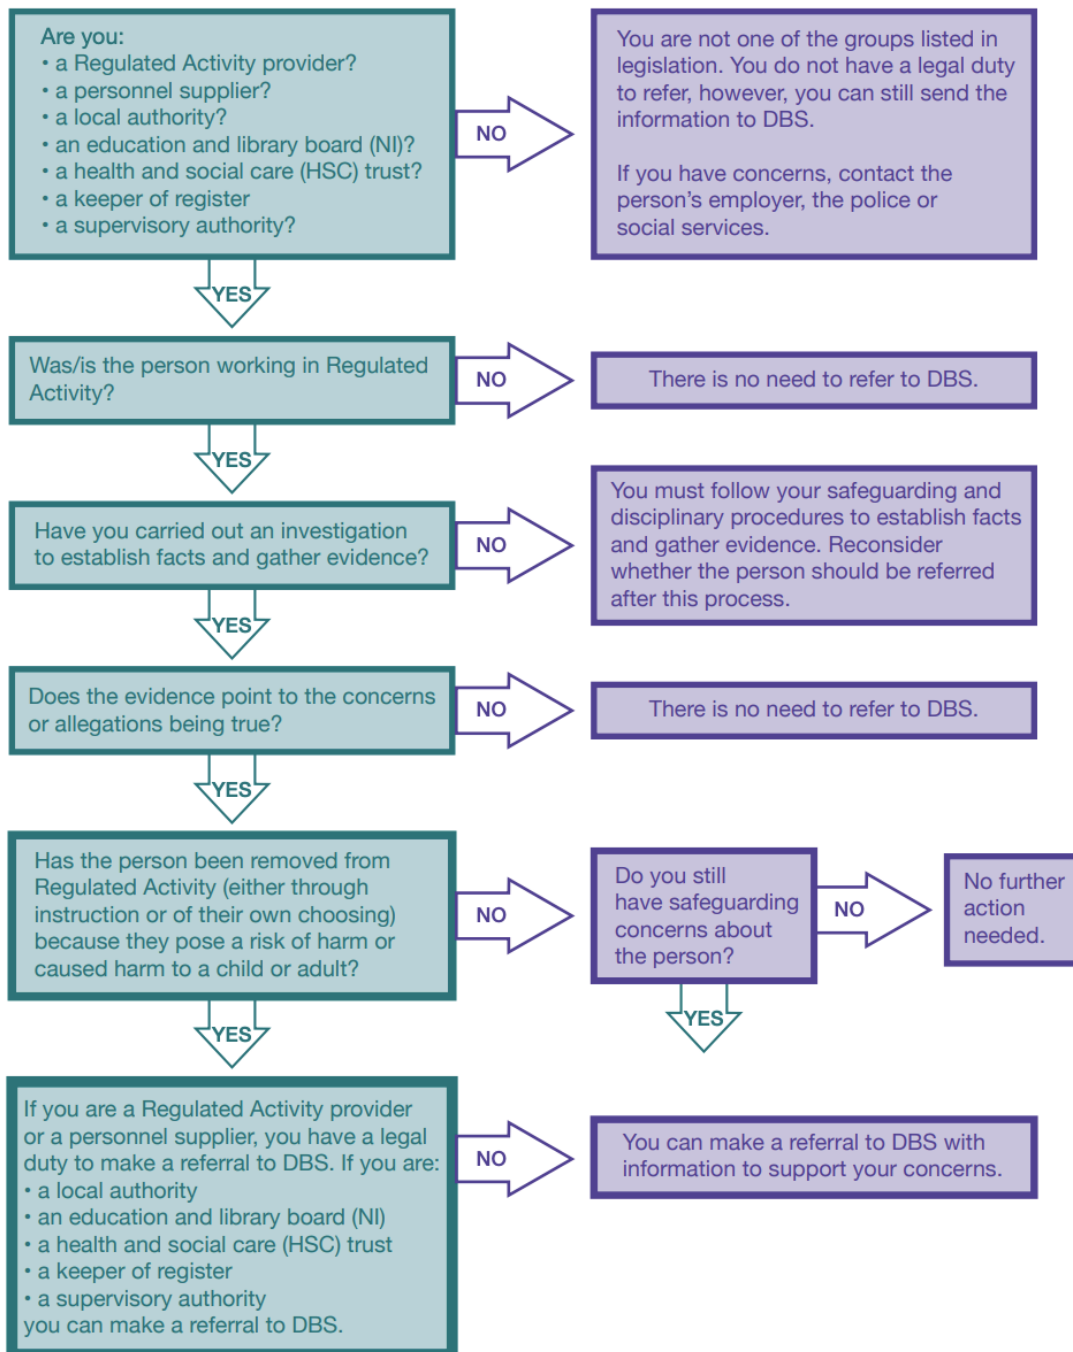 Are you:
• a Regulated Activity provider?
• a personnel supplier?
• a local authority?
• an education and library board (NI)?
• a health and social care (HSC) trust?
• a keeper of register
• a supervisory authority?
NO
You are not one of the groups listed in
legislation. You do not have a legal duty
to refer, however, you can still send the
information to DBS.
If you have concerns, contact the
person's employer, the police or
social services.
YES
Was/is the person working in Regulated
Activity?
NO
There is no need to refer to DBS.
YES
Have you carried out an investigation
to establish facts and gather evidence?
NO
You must follow your safeguarding and
disciplinary procedures to establish facts
and gather evidence. Reconsider
whether the person should be referred
after this process.
YES
Does the evidence point to the concerns
or allegations being true?
NO
There is no need to refer to DBS.
YES
Has the person been removed from
Regulated Activity (either through
instruction or of their own choosing)
because they pose a risk of harm or
caused harm to a child or adult?
NO
Do you still
have safeguarding
concerns about
the person?
NO
No further
action
needed.
YES
YES
If you are a Regulated Activity provider
or a personnel supplier, you have a legal
duty to make a referral to DBS. If you are:
• a local authority
• an education and library board (NI)
• a health and social care (HSC) trust
• a keeper of register
• a supervisory authority
you can make a referral to DBS.
NO
You can make a referral to DBS with
information to support your concerns.